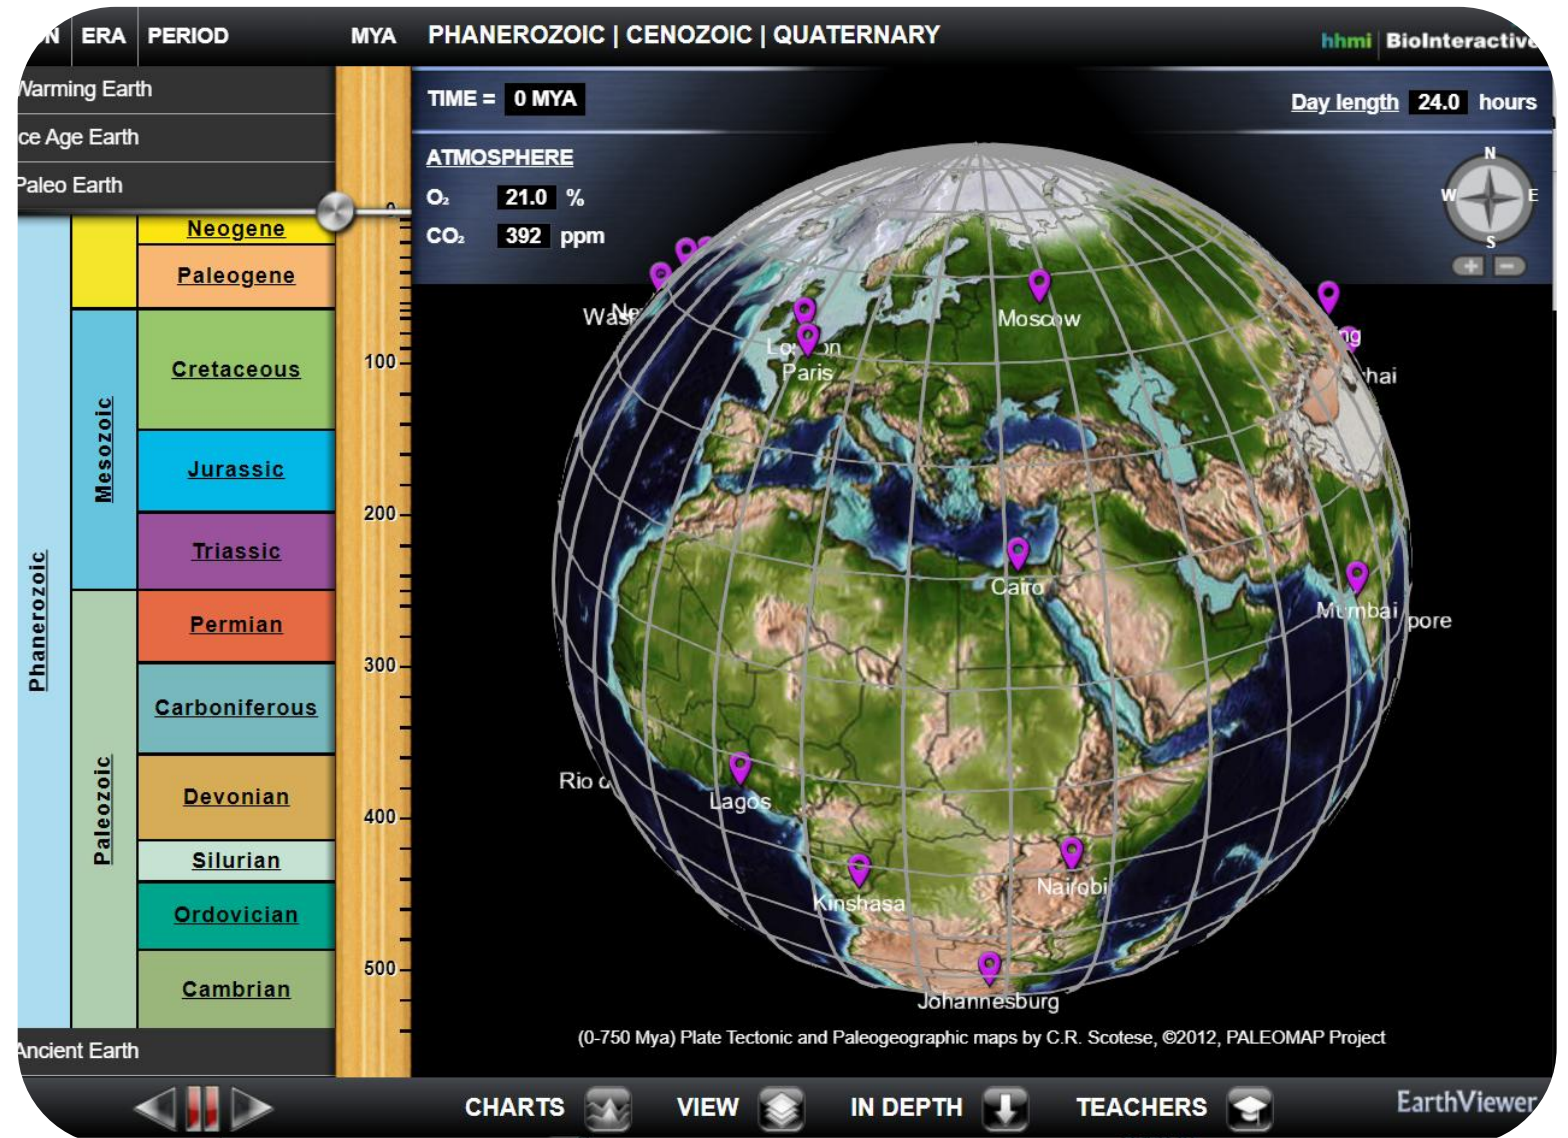 ERA PERIOD MYA PHANEROZOIC | CENOZOIC | QUATERNARY
hhmi BioInteractive
Warming Earth
ce Age Earth
Paleo Earth
TIME = 0 MYA
Day length 24.0 hours
ATMOSPHERE
O₂ 21.0 %
CO₂ 392 ppm
N
W E
S
0
100
200
300
400
500
Phanerozoic
Mesozoic
Paleozoic
Neogene
Paleogene
Cretaceous
Jurassic
Triassic
Permian
Carboniferous
Devonian
Silurian
Ordovician
Cambrian
Ancient Earth
Moscow
London
Paris
Cairo
Mumbai
pore
Rio
Lagos
Kinshasa
Nairobi
Johannesburg
(0-750 Mya) Plate Tectonic and Paleogeographic maps by C.R. Scotese, ©2012, PALEOMAP Project
CHARTS VIEW IN DEPTH TEACHERS EarthViewer